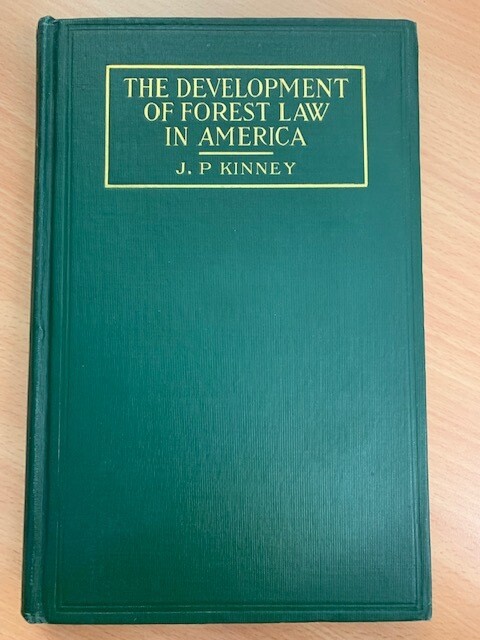 THE DEVELOPMENT
OF FOREST LAW
IN AMERICA
J. P KINNEY